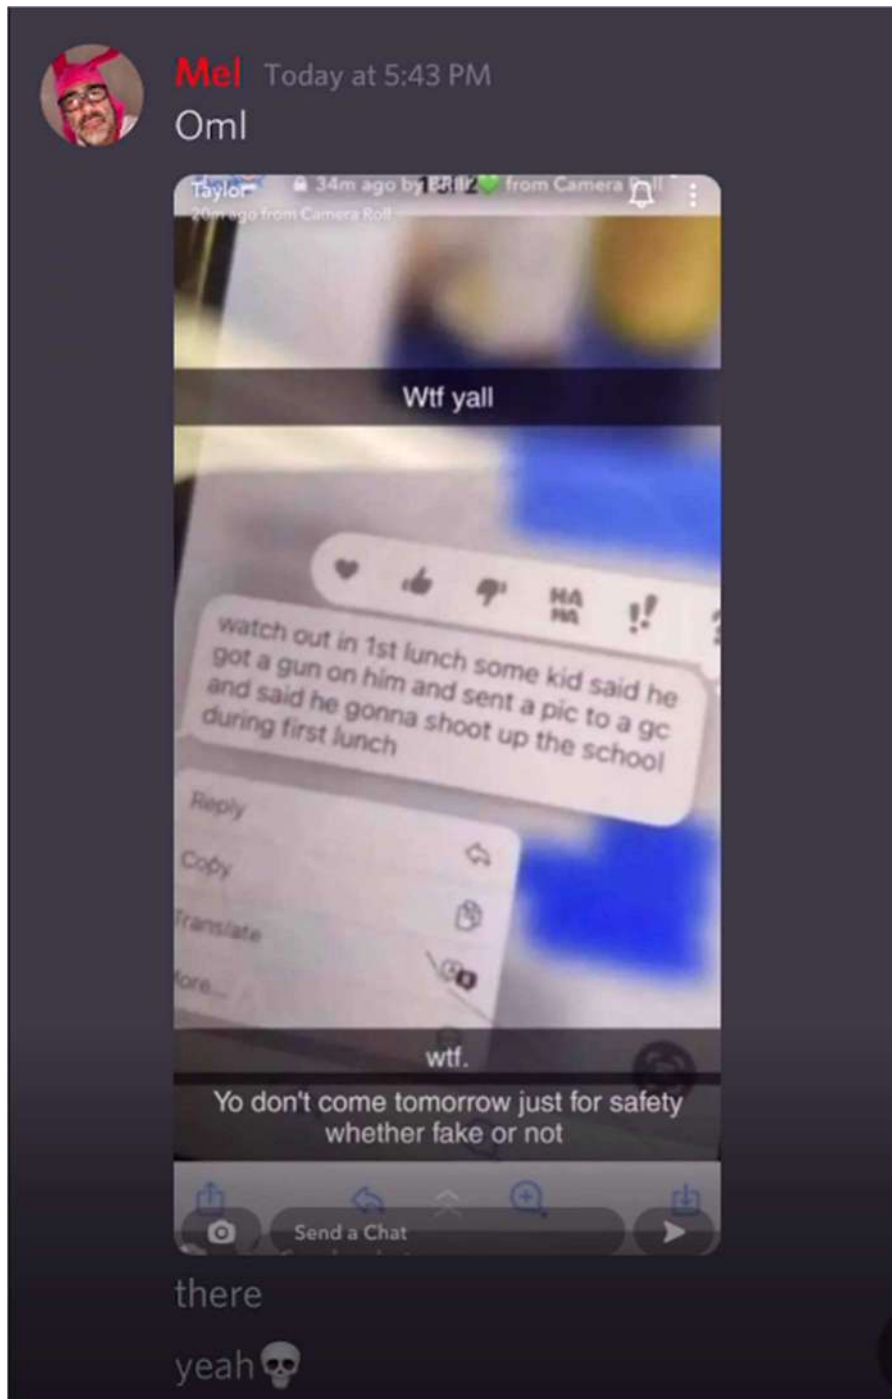 Mel Today at 5:43 PM
Oml
Taylor
34m ago by from Camera Roll
20m ago from Camera Roll
Wtf yall
HA
HA
!!
watch out in 1st lunch some kid said he
got a gun on him and sent a pic to a gc
and said he gonna shoot up the school
during first lunch
Reply
Copy
Translate
wtf.
Yo don't come tomorrow just for safety
whether fake or not
Send a Chat
there
yeah💀